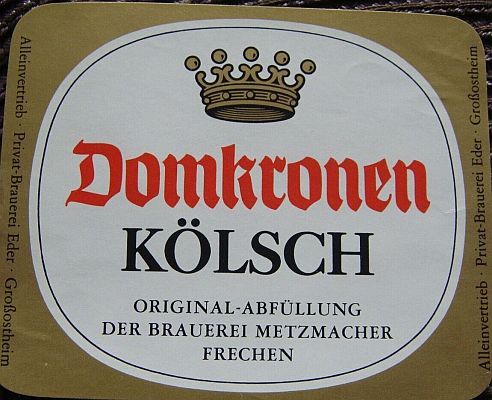 Domkronen
KÖLSCH
ORIGINAL-ABFÜLLUNG
DER BRAUEREI METZMACHER
FRECHEN
Alleinvertrieb · Privat-Brauerei Eder · Großostheim
Alleinvertrieb · Privat-Brauerei Eder · Großostheim